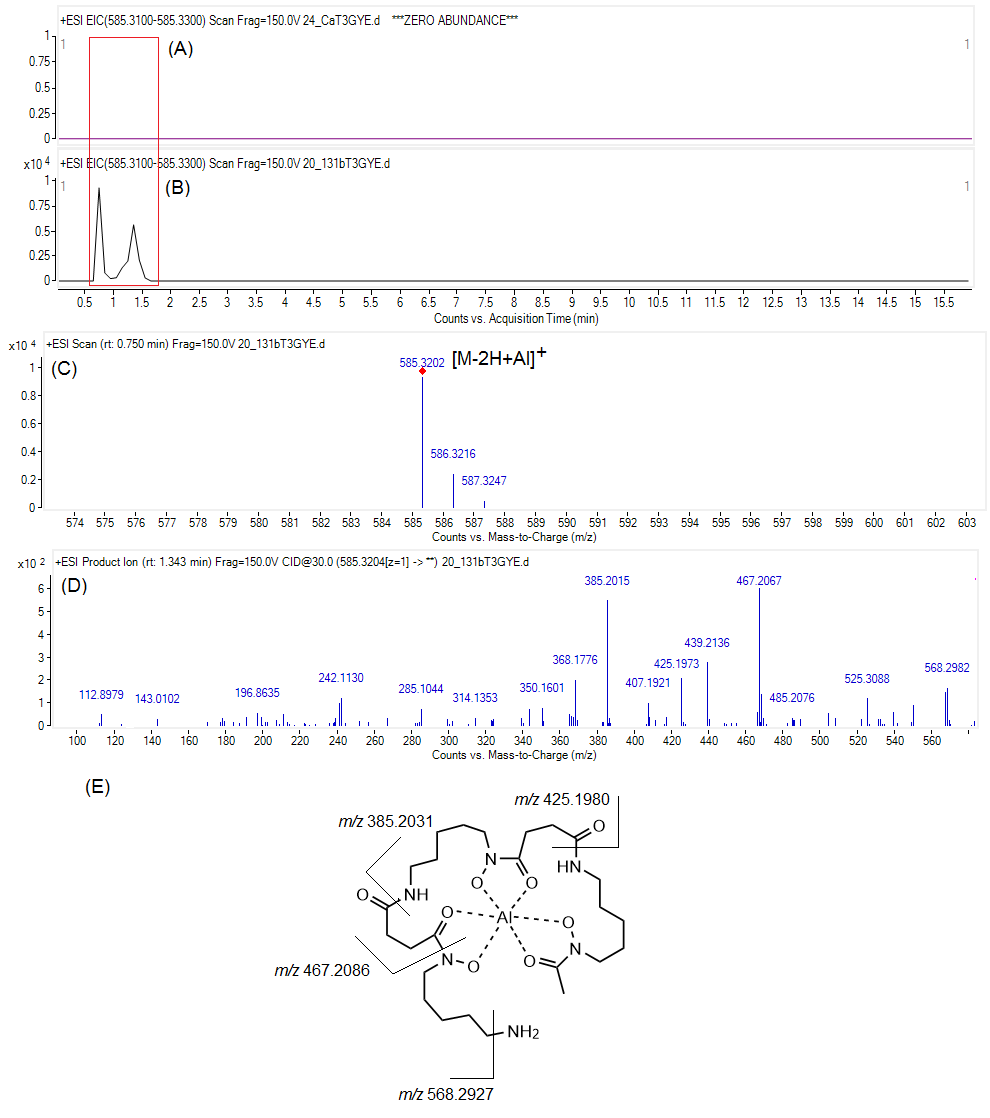 +ESI EIC(585.3100-585.3300) Scan Frag=150.0V 24_CaT3GYE.d ***ZERO ABUNDANCE***
1
1 (A) 1
0.75
0.5
0.25
0
x10 4 +ESI EIC(585.3100-585.3300) Scan Frag=150.0V 20_131bT3GYE.d
1
1 (B) 1
0.75
0.5
0.25
0
0.5 1 1.5 2 2.5 3 3.5 4 4.5 5 5.5 6 6.5 7 7.5 8 8.5 9 9.5 10 10.5 11 11.5 12 12.5 13 13.5 14 14.5 15 15.5
Counts vs. Acquisition Time (min)
x10 4 +ESI Scan (rt: 0.750 min) Frag=150.0V 20_131bT3GYE.d
(C) 585.3202 [M-2H+Al]+
1
0.8
0.6
0.4 586.3216
0.2 587.3247
0
574 575 576 577 578 579 580 581 582 583 584 585 586 587 588 589 590 591 592 593 594 595 596 597 598 599 600 601 602 603
Counts vs. Mass-to-Charge (m/z)
x10 2 +ESI Product Ion (rt: 1.343 min) Frag=150.0V CID@30.0 (585.3204[z=1] -> **) 20_131bT3GYE.d
(D) 385.2015 467.2067
6
5
4
3 439.2136
368.1776 425.1973
2 242.1130 350.1601 407.1921 525.3088 568.2982
1 112.8979 143.0102 196.8635 285.1044 314.1353 485.2076
0
100 120 140 160 180 200 220 240 260 280 300 320 340 360 380 400 420 440 460 480 500 520 540 560
Counts vs. Mass-to-Charge (m/z)
(E)
m/z 425.1980
m/z 385.2031
O
N
HN
O NH O O
O Al O
N O O N
m/z 467.2086
NH2
m/z 568.2927